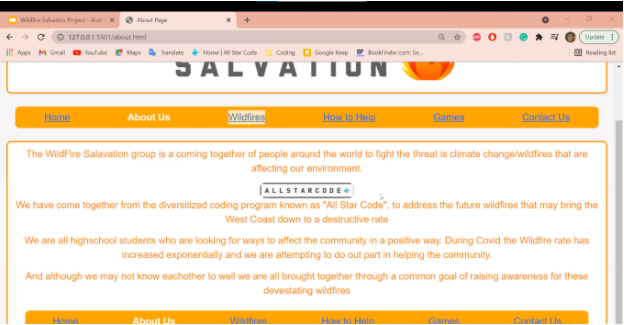 Wildfire Salvation Project - And
About Page
127.0.0.1:5501/about.html
Update
Apps
Gmail
YouTube
Maps
Translate
Home | All Star Code
Coding
Google Keep
BookFinder.com: Se...
Reading list
SALVATION
Home
About Us
Wildfires
How to Help
Games
Contact Us
The WildFire Salavation group is a coming together of people around the world to fight the threat is climate change/wildfires that are
affecting our environment.
ALLSTARCODE
We have come together from the diversitized coding program known as "All Star Code", to address the future wildfires that may bring the
West Coast down to a destructive rate
We are all highschool students who are looking for ways to affect the community in a positive way. During Covid the Wildfire rate has
increased exponentially and we are attempting to do out part in helping the community.
And although we may not know eachother to well we are all brought together through a common goal of raising awareness for these
devestating wildfires
Home
About Us
Wildfires
How to Help
Games
Contact Us